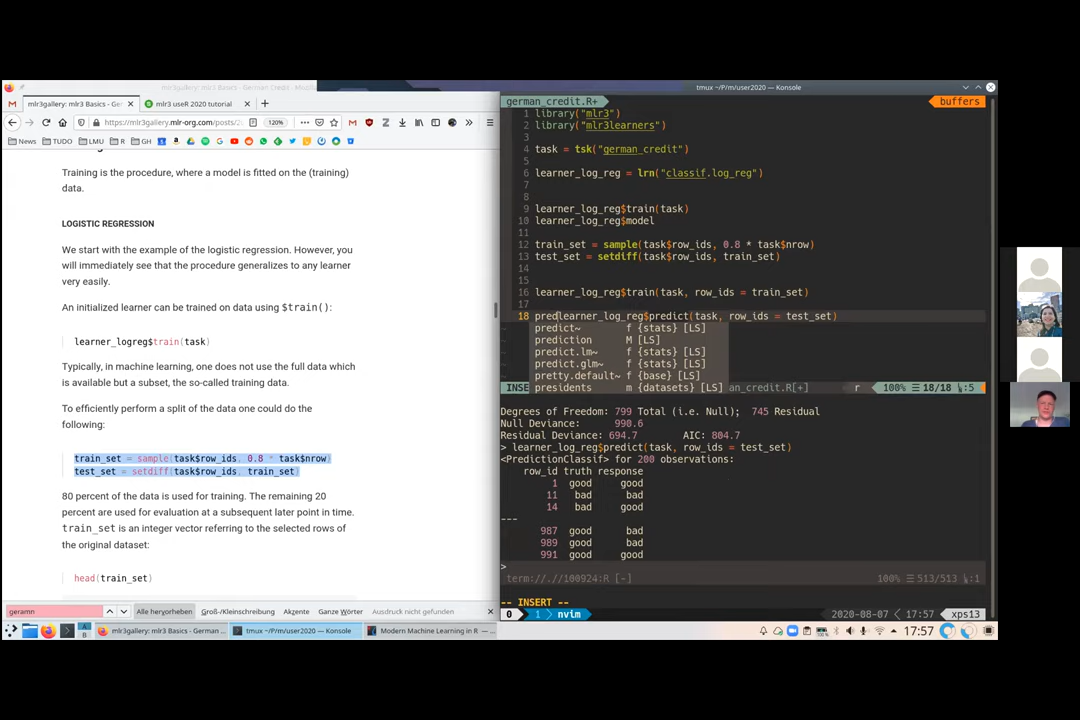 tmux ~/P/m/user2020 — Konsole
mlr3gallery: mlr3 Basics - Ger
mlr3 useR 2020 tutorial
https://mlr3gallery.mlr-org.com/posts/2
120%
News
TUDO
LMU
R
GH
Training is the procedure, where a model is fitted on the (training)
data.
LOGISTIC REGRESSION
We start with the example of the logistic regression. However, you
will immediately see that the procedure generalizes to any learner
very easily.
An initialized learner can be trained on data using $train():
learner_logreg$train(task)
Typically, in machine learning, one does not use the full data which
is available but a subset, the so-called training data.
To efficiently perform a split of the data one could do the
following:
train_set = sample(task$row_ids, 0.8 * task$nrow)
test_set = setdiff(task$row_ids, train_set)
80 percent of the data is used for training. The remaining 20
percent are used for evaluation at a subsequent later point in time.
train_set is an integer vector referring to the selected rows of
the original dataset:
head(train_set)
geramn
Alle hervorheben
Groß-/Kleinschreibung
Akzente
Ganze Wörter
Ausdruck nicht gefunden
german_credit.R+
buffers
1 library("mlr3")
2 library("mlr3learners")
3
4 task = tsk("german_credit")
5
6 learner_log_reg = lrn("classif.log_reg")
7
8
9 learner_log_reg$train(task)
10 learner_log_reg$model
11
12 train_set = sample(task$row_ids, 0.8 * task$nrow)
13 test_set = setdiff(task$row_ids, train_set)
14
15
16 learner_log_reg$train(task, row_ids = train_set)
17
18 predlearner_log_reg$predict(task, row_ids = test_set)
~ predict~ f {stats} [LS]
~ prediction M [LS]
~ predict.lm~ f {stats} [LS]
~ predict.glm~ f {stats} [LS]
~ pretty.default~ f {base} [LS]
INSE presidents m {datasets} [LS] an_credit.R[+] r 100% ☰ 18/18 :5
Degrees of Freedom: 799 Total (i.e. Null); 745 Residual
Null Deviance: 990.6
Residual Deviance: 694.7 AIC: 804.7
> learner_log_reg$predict(task, row_ids = test_set)
<PredictionClassif> for 200 observations:
row_id truth response
1 good good
11 bad bad
14 bad good
---
987 good bad
989 good bad
991 good good
>
term://.//100924:R [-] 100% ☰ 513/513 :1
-- INSERT --
0 1 nvim 2020-08-07 17:57 xps13
A
B
mlr3gallery: mlr3 Basics - German ...
tmux ~/P/m/user2020 — Konsole
Modern Machine Learning in R — ...
17:57